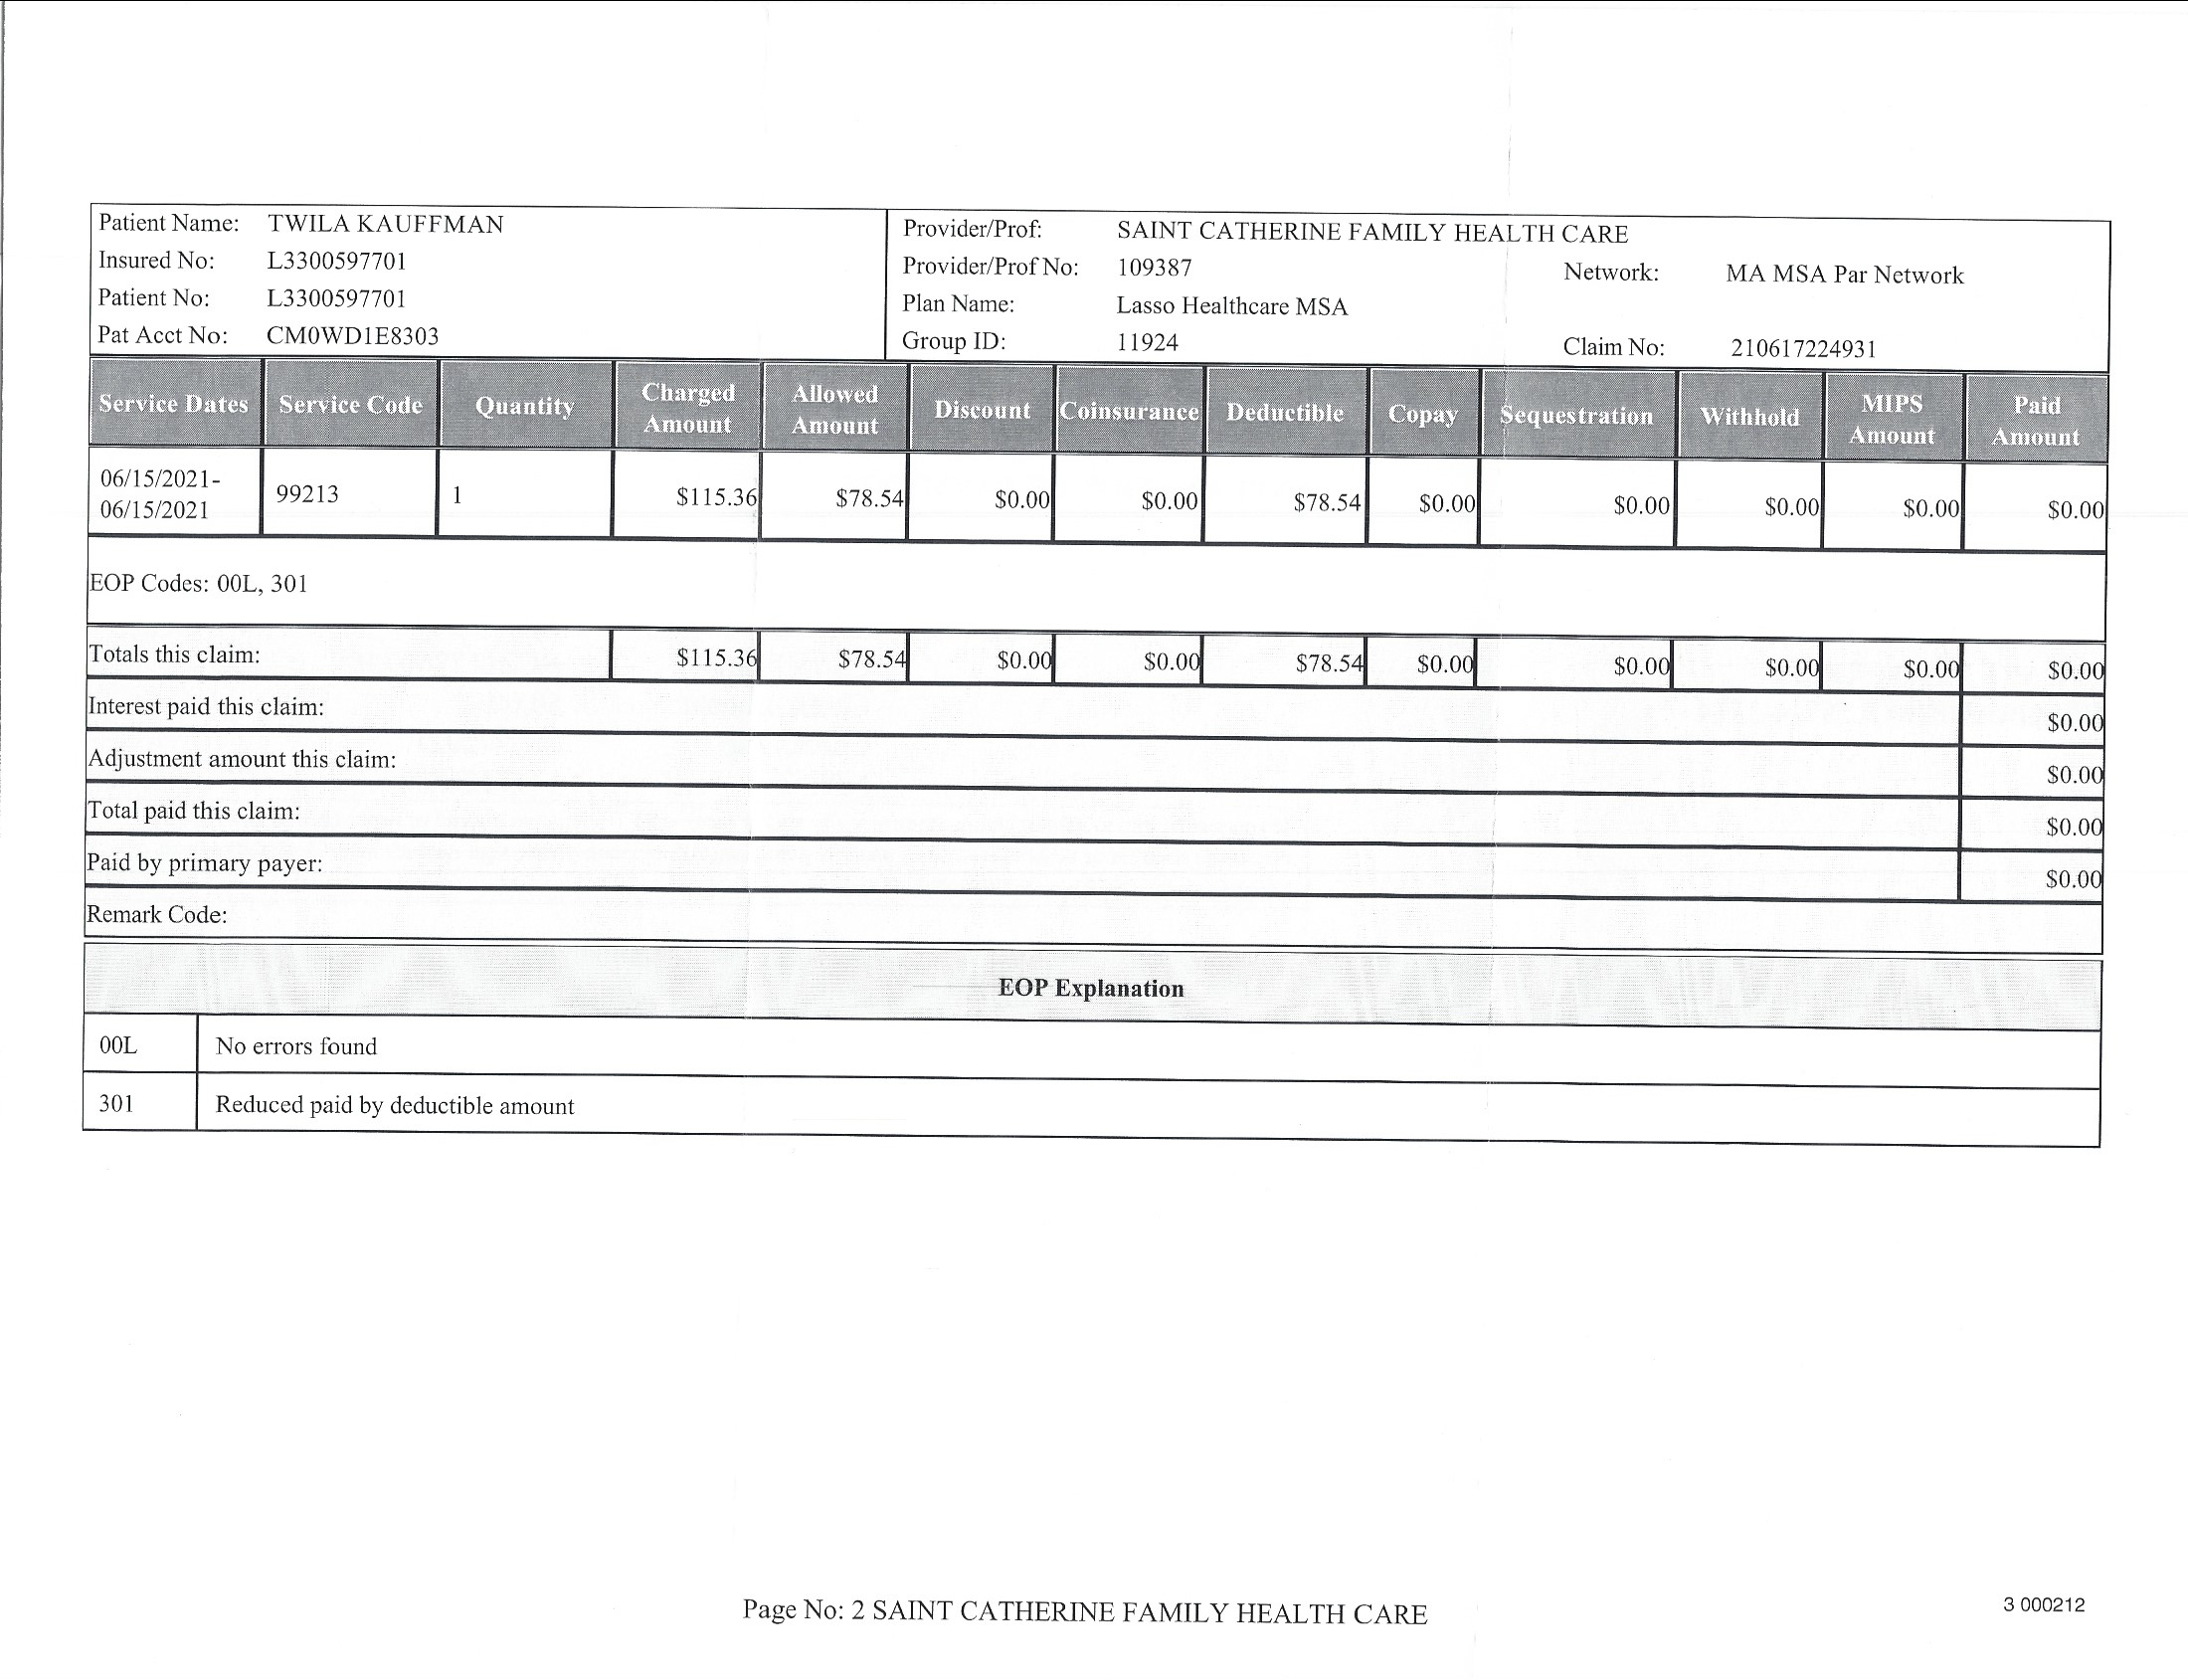 Patient Name: TWILA KAUFFMAN
Insured No: L3300597701
Patient No: L3300597701
Pat Acct No: CM0WD1E8303
Provider/Prof: SAINT CATHERINE FAMILY HEALTH CARE
Provider/Prof No: 109387 Network: MA MSA Par Network
Plan Name: Lasso Healthcare MSA
Group ID: 11924 Claim No: 210617224931
Service Dates Service Code Quantity Charged Amount Allowed Amount Discount Coinsurance Deductible Copay Sequestration Withhold MIPS Amount Paid Amount
06/15/2021-
06/15/2021 99213 1 $115.36 $78.54 $0.00 $0.00 $78.54 $0.00 $0.00 $0.00 $0.00 $0.00
EOP Codes: 00L, 301
Totals this claim: $115.36 $78.54 $0.00 $0.00 $78.54 $0.00 $0.00 $0.00 $0.00 $0.00
Interest paid this claim: $0.00
Adjustment amount this claim: $0.00
Total paid this claim: $0.00
Paid by primary payer: $0.00
Remark Code:
EOP Explanation
00L No errors found
301 Reduced paid by deductible amount
Page No: 2 SAINT CATHERINE FAMILY HEALTH CARE
3 000212